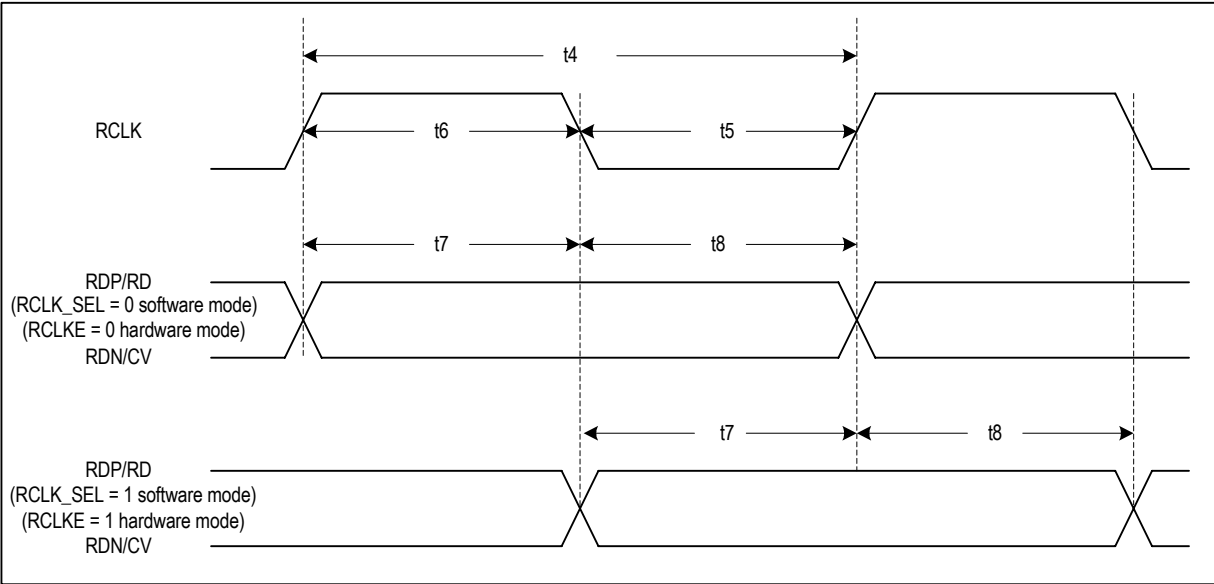 t4
RCLK
t6
t5
t7
t8
RDP/RD
(RCLK_SEL = 0 software mode)
(RCLKE = 0 hardware mode)
RDN/CV
t7
t8
RDP/RD
(RCLK_SEL = 1 software mode)
(RCLKE = 1 hardware mode)
RDN/CV